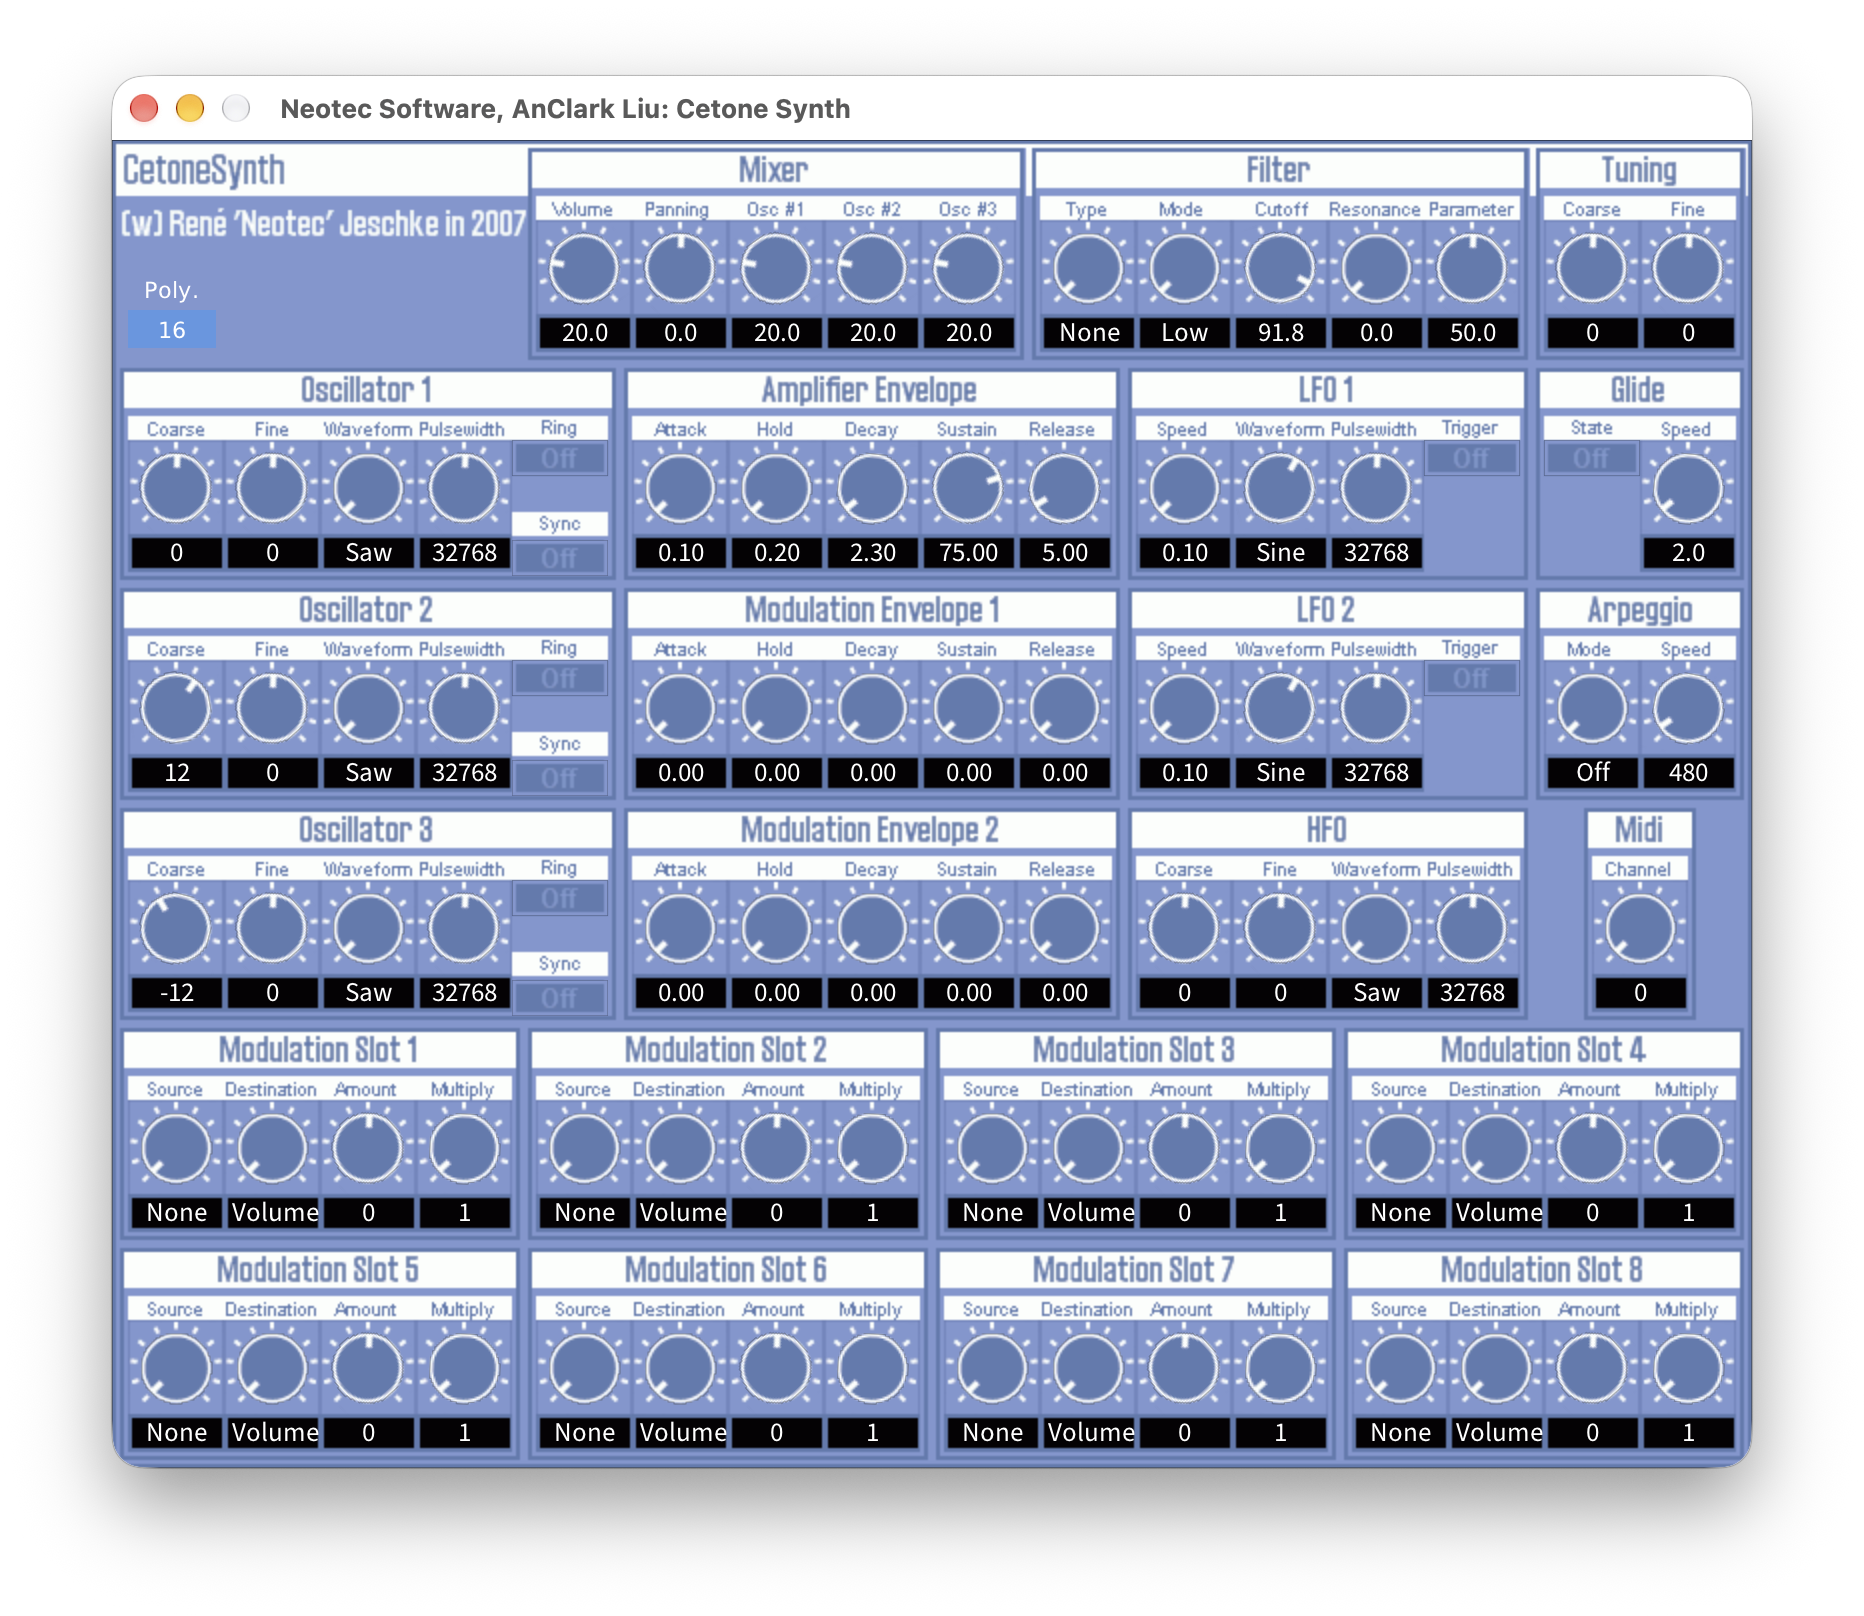 Neotec Software, AnClark Liu: Cetone Synth
CetoneSynth
(w) René 'Neotec' Jeschke in 2007
Poly.
16
Mixer
Volume Panning Osc #1 Osc #2 Osc #3
20.0 0.0 20.0 20.0 20.0
Filter
Type Mode Cutoff Resonance Parameter
None Low 91.8 0.0 50.0
Tuning
Coarse Fine
0 0
Oscillator 1
Coarse Fine Waveform Pulsewidth Ring
Off
Sync
0 0 Saw 32768 Off
Amplifier Envelope
Attack Hold Decay Sustain Release
0.10 0.20 2.30 75.00 5.00
LFO 1
Speed Waveform Pulsewidth Trigger
Off
0.10 Sine 32768
Glide
State Speed
Off
2.0
Oscillator 2
Coarse Fine Waveform Pulsewidth Ring
Off
Sync
12 0 Saw 32768 Off
Modulation Envelope 1
Attack Hold Decay Sustain Release
0.00 0.00 0.00 0.00 0.00
LFO 2
Speed Waveform Pulsewidth Trigger
Off
0.10 Sine 32768
Arpeggio
Mode Speed
Off 480
Oscillator 3
Coarse Fine Waveform Pulsewidth Ring
Off
Sync
-12 0 Saw 32768 Off
Modulation Envelope 2
Attack Hold Decay Sustain Release
0.00 0.00 0.00 0.00 0.00
HFO
Coarse Fine Waveform Pulsewidth
0 0 Saw 32768
Midi
Channel
0
Modulation Slot 1
Source Destination Amount Multiply
None Volume 0 1
Modulation Slot 2
Source Destination Amount Multiply
None Volume 0 1
Modulation Slot 3
Source Destination Amount Multiply
None Volume 0 1
Modulation Slot 4
Source Destination Amount Multiply
None Volume 0 1
Modulation Slot 5
Source Destination Amount Multiply
None Volume 0 1
Modulation Slot 6
Source Destination Amount Multiply
None Volume 0 1
Modulation Slot 7
Source Destination Amount Multiply
None Volume 0 1
Modulation Slot 8
Source Destination Amount Multiply
None Volume 0 1